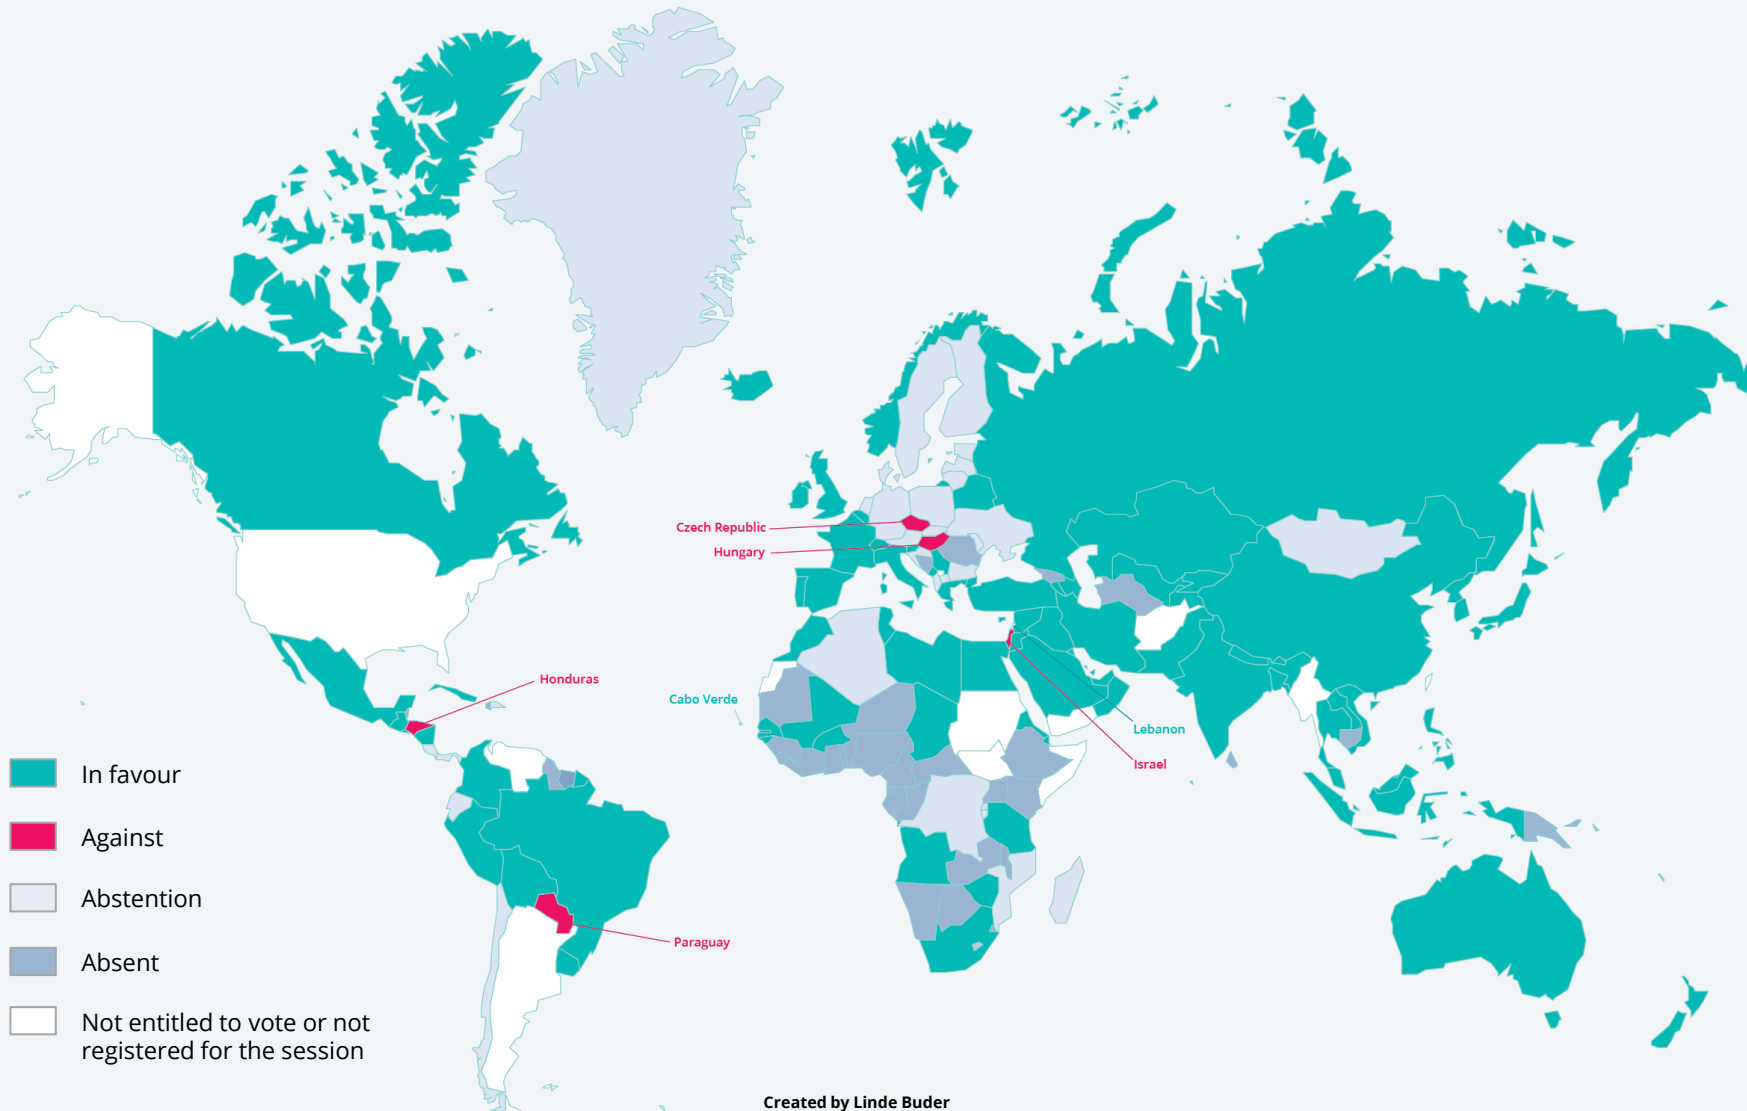 Czech Republic
Hungary
Honduras
Cabo Verde
Lebanon
Israel
In favour
Against
Abstention
Paraguay
Absent
Not entitled to vote or not
registered for the session
Created by Linde Buder